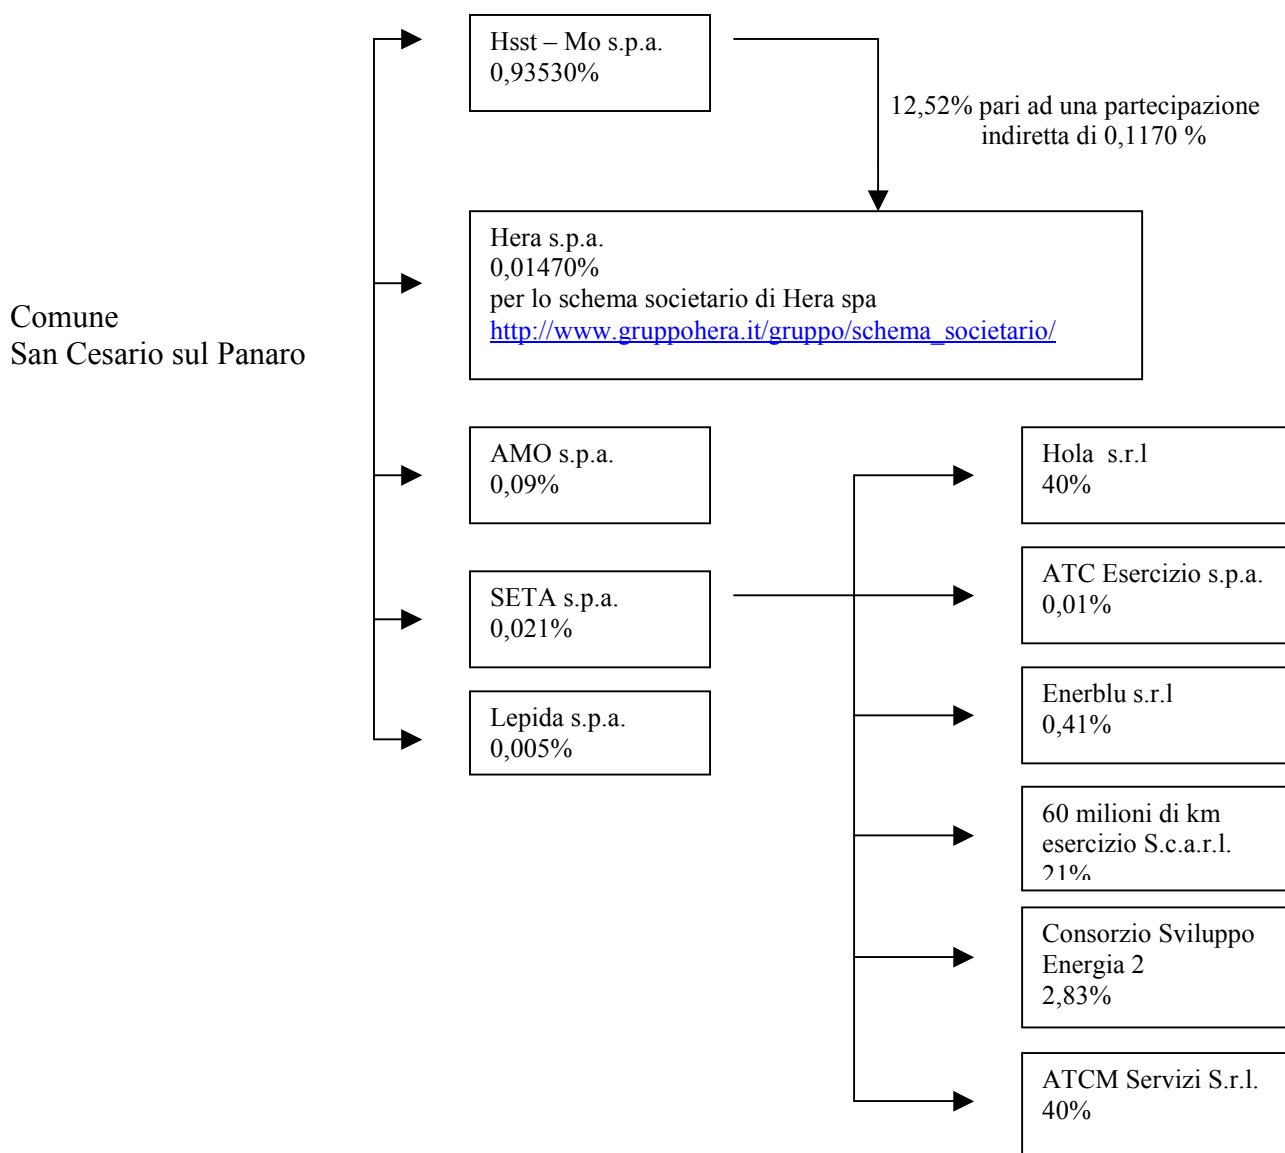 Hsst – Mo s.p.a.
0,93530%
12,52% pari ad una partecipazione
indiretta di 0,1170 %
Hera s.p.a.
0,01470%
per lo schema societario di Hera spa
http://www.gruppohera.it/gruppo/schema_societario/
Comune
San Cesario sul Panaro
AMO s.p.a.
0,09%
SETA s.p.a.
0,021%
Lepida s.p.a.
0,005%
Hola s.r.l
40%
ATC Esercizio s.p.a.
0,01%
Enerblu s.r.l
0,41%
60 milioni di km
esercizio S.c.a.r.l.
21%
Consorzio Sviluppo
Energia 2
2,83%
ATCM Servizi S.r.l.
40%